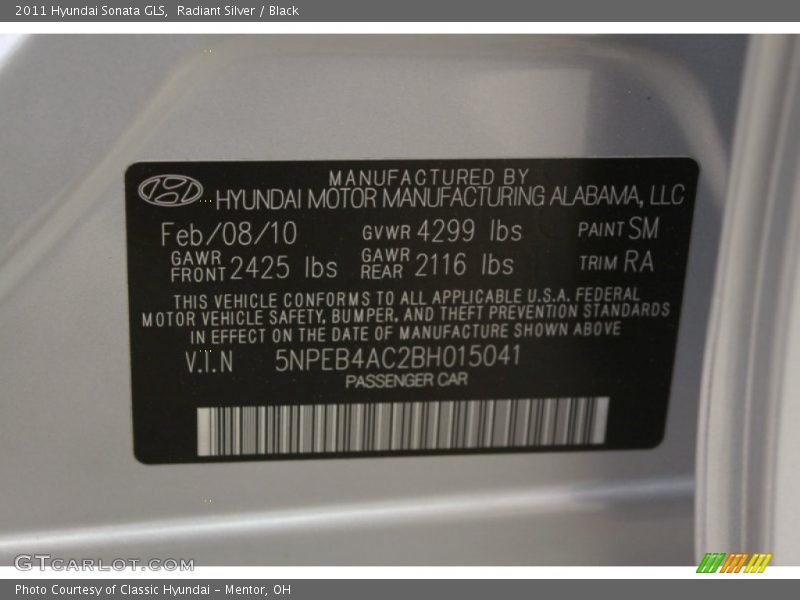 2011 Hyundai Sonata GLS, Radiant Silver / Black
MANUFACTURED BY
HYUNDAI MOTOR MANUFACTURING ALABAMA, LLC
Feb/08/10 GVWR 4299 lbs PAINT SM
GAWR FRONT 2425 lbs GAWR REAR 2116 lbs TRIM RA
THIS VEHICLE CONFORMS TO ALL APPLICABLE U.S.A. FEDERAL
MOTOR VEHICLE SAFETY, BUMPER, AND THEFT PREVENTION STANDARDS
IN EFFECT ON THE DATE OF MANUFACTURE SHOWN ABOVE
V.I.N 5NPEB4AC2BH015041
PASSENGER CAR
GTCARLOT.COM
Photo Courtesy of Classic Hyundai - Mentor, OH